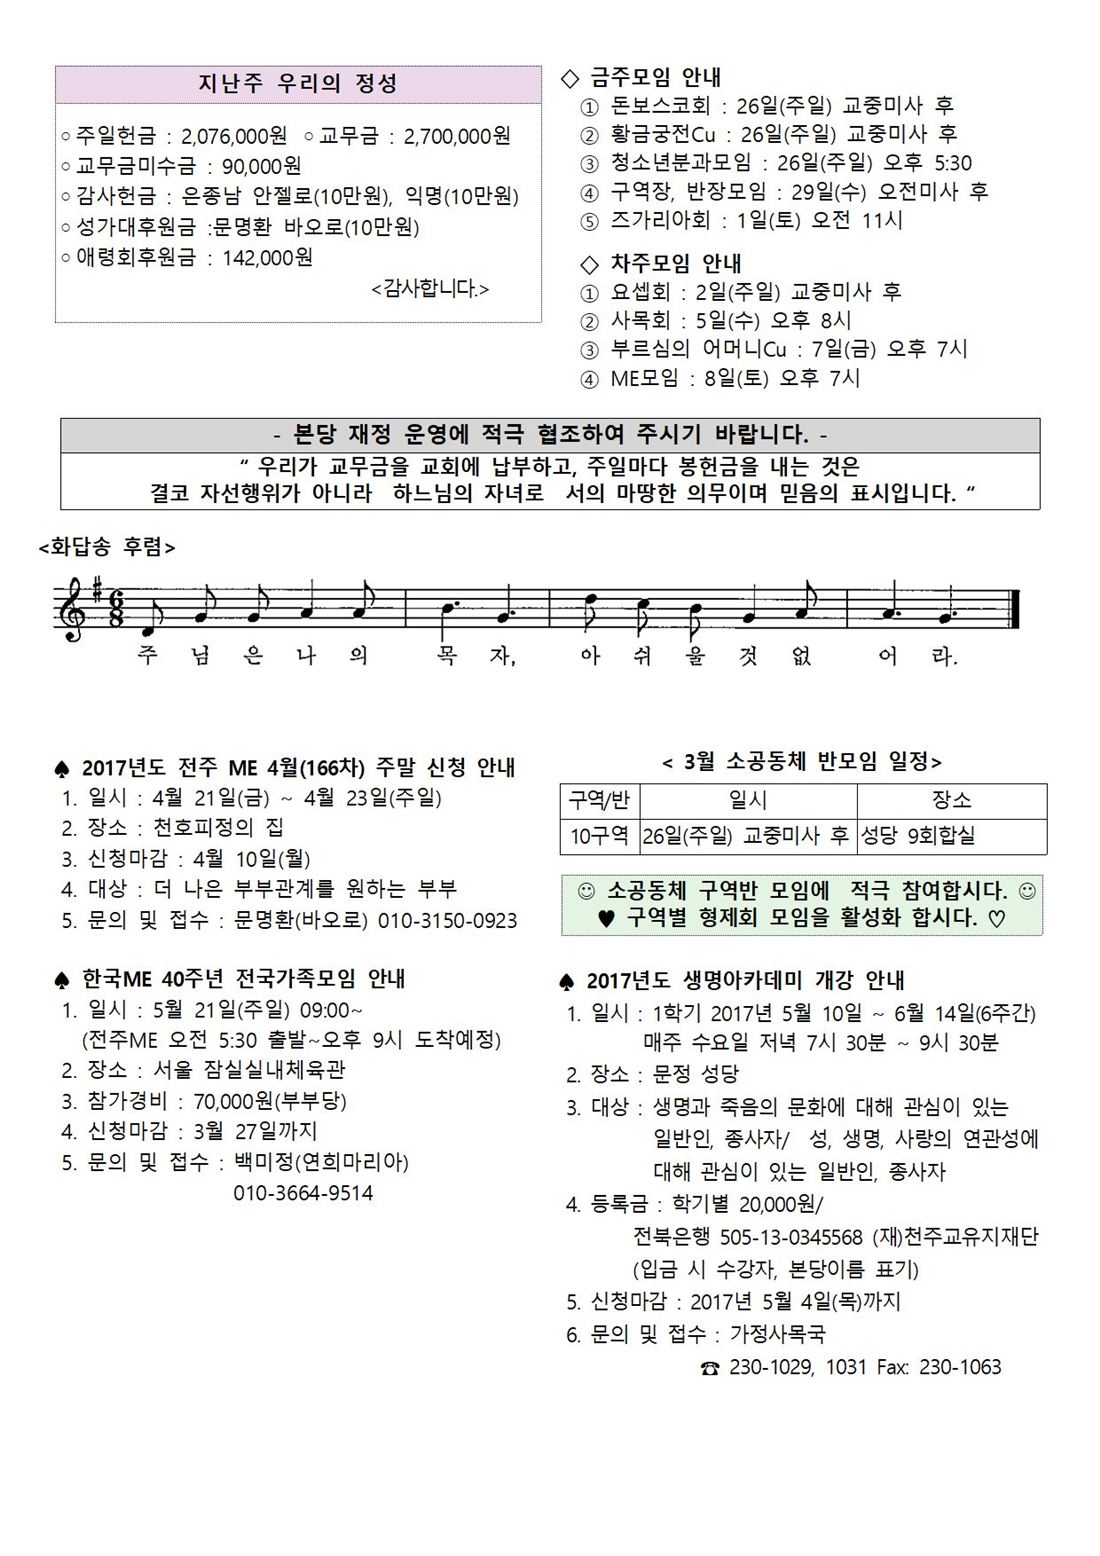 지난주 우리의 정성
○ 주일헌금 : 2,076,000원 ○ 교무금 : 2,700,000원
○ 교무금미수금 : 90,000원
○ 감사헌금 : 은종남 안젤로(10만원), 익명(10만원)
○ 성가대후원금 :문명환 바오로(10만원)
○ 애령회후원금 : 142,000원
<감사합니다.>
◇ 금주모임 안내
① 돈보스코회 : 26일(주일) 교중미사 후
② 황금궁전Cu : 26일(주일) 교중미사 후
③ 청소년분과모임 : 26일(주일) 오후 5:30
④ 구역장, 반장모임 : 29일(수) 오전미사 후
⑤ 즈가리아회 : 1일(토) 오전 11시
◇ 차주모임 안내
① 요셉회 : 2일(주일) 교중미사 후
② 사목회 : 5일(수) 오후 8시
③ 부르심의 어머니Cu : 7일(금) 오후 7시
④ ME모임 : 8일(토) 오후 7시
- 본당 재정 운영에 적극 협조하여 주시기 바랍니다. -
“ 우리가 교무금을 교회에 납부하고, 주일마다 봉헌금을 내는 것은
결코 자선행위가 아니라 하느님의 자녀로 서의 마땅한 의무이며 믿음의 표시입니다. “
<화답송 후렴>
6
8
주 님 은 나 의 목 자, 아 쉬 울 것 없 어 라.
♠ 2017년도 전주 ME 4월(166차) 주말 신청 안내
1. 일시 : 4월 21일(금) ~ 4월 23일(주일)
2. 장소 : 천호피정의 집
3. 신청마감 : 4월 10일(월)
4. 대상 : 더 나은 부부관계를 원하는 부부
5. 문의 및 접수 : 문명환(바오로) 010-3150-0923
♠ 한국ME 40주년 전국가족모임 안내
1. 일시 : 5월 21일(주일) 09:00~
(전주ME 오전 5:30 출발~오후 9시 도착예정)
2. 장소 : 서울 잠실실내체육관
3. 참가경비 : 70,000원(부부당)
4. 신청마감 : 3월 27일까지
5. 문의 및 접수 : 백미정(연희마리아)
010-3664-9514
< 3월 소공동체 반모임 일정>
구역/반 일시 장소
10구역 26일(주일) 교중미사 후 성당 9회합실
☺ 소공동체 구역반 모임에 적극 참여합시다. ☺
♥ 구역별 형제회 모임을 활성화 합시다. ♡
♠ 2017년도 생명아카데미 개강 안내
1. 일시 : 1학기 2017년 5월 10일 ~ 6월 14일(6주간)
매주 수요일 저녁 7시 30분 ~ 9시 30분
2. 장소 : 문정 성당
3. 대상 : 생명과 죽음의 문화에 대해 관심이 있는
일반인, 종사자/ 성, 생명, 사랑의 연관성에
대해 관심이 있는 일반인, 종사자
4. 등록금 : 학기별 20,000원/
전북은행 505-13-0345568 (재)천주교유지재단
(입금 시 수강자, 본당이름 표기)
5. 신청마감 : 2017년 5월 4일(목)까지
6. 문의 및 접수 : 가정사목국
☎ 230-1029, 1031 Fax: 230-1063